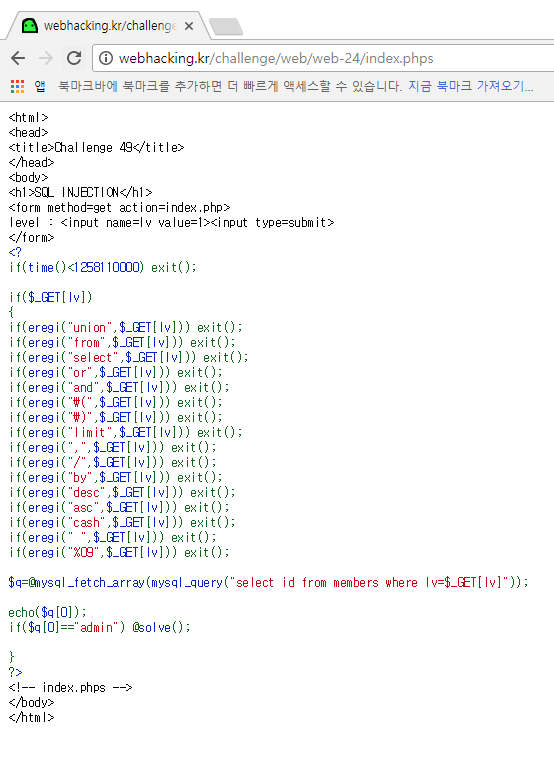 webhacking.kr/challenge
webhacking.kr/challenge/web/web-24/index.phps
앱 북마크바에 북마크를 추가하면 더 빠르게 액세스할 수 있습니다. 지금 북마크 가져오기...
<html>
<head>
<title>Challenge 49</title>
</head>
<body>
<h1>SQL INJECTION</h1>
<form method=get action=index.php>
level : <input name=lv value=1><input type=submit>
</form>
<?
if(time()<1258110000) exit();
if($_GET[lv])
{
if(eregi("union",$_GET[lv])) exit();
if(eregi("from",$_GET[lv])) exit();
if(eregi("select",$_GET[lv])) exit();
if(eregi("or",$_GET[lv])) exit();
if(eregi("and",$_GET[lv])) exit();
if(eregi("₩(",$_GET[lv])) exit();
if(eregi("₩)",$_GET[lv])) exit();
if(eregi("limit",$_GET[lv])) exit();
if(eregi(",",$_GET[lv])) exit();
if(eregi("/",$_GET[lv])) exit();
if(eregi("by",$_GET[lv])) exit();
if(eregi("desc",$_GET[lv])) exit();
if(eregi("asc",$_GET[lv])) exit();
if(eregi("cash",$_GET[lv])) exit();
if(eregi(" ",$_GET[lv])) exit();
if(eregi("%09",$_GET[lv])) exit();
$q=@mysql_fetch_array(mysql_query("select id from members where lv=$_GET[lv]"));
echo($q[0]);
if($q[0]=="admin") @solve();
}
?>
<!-- index.phps -->
</body>
</html>